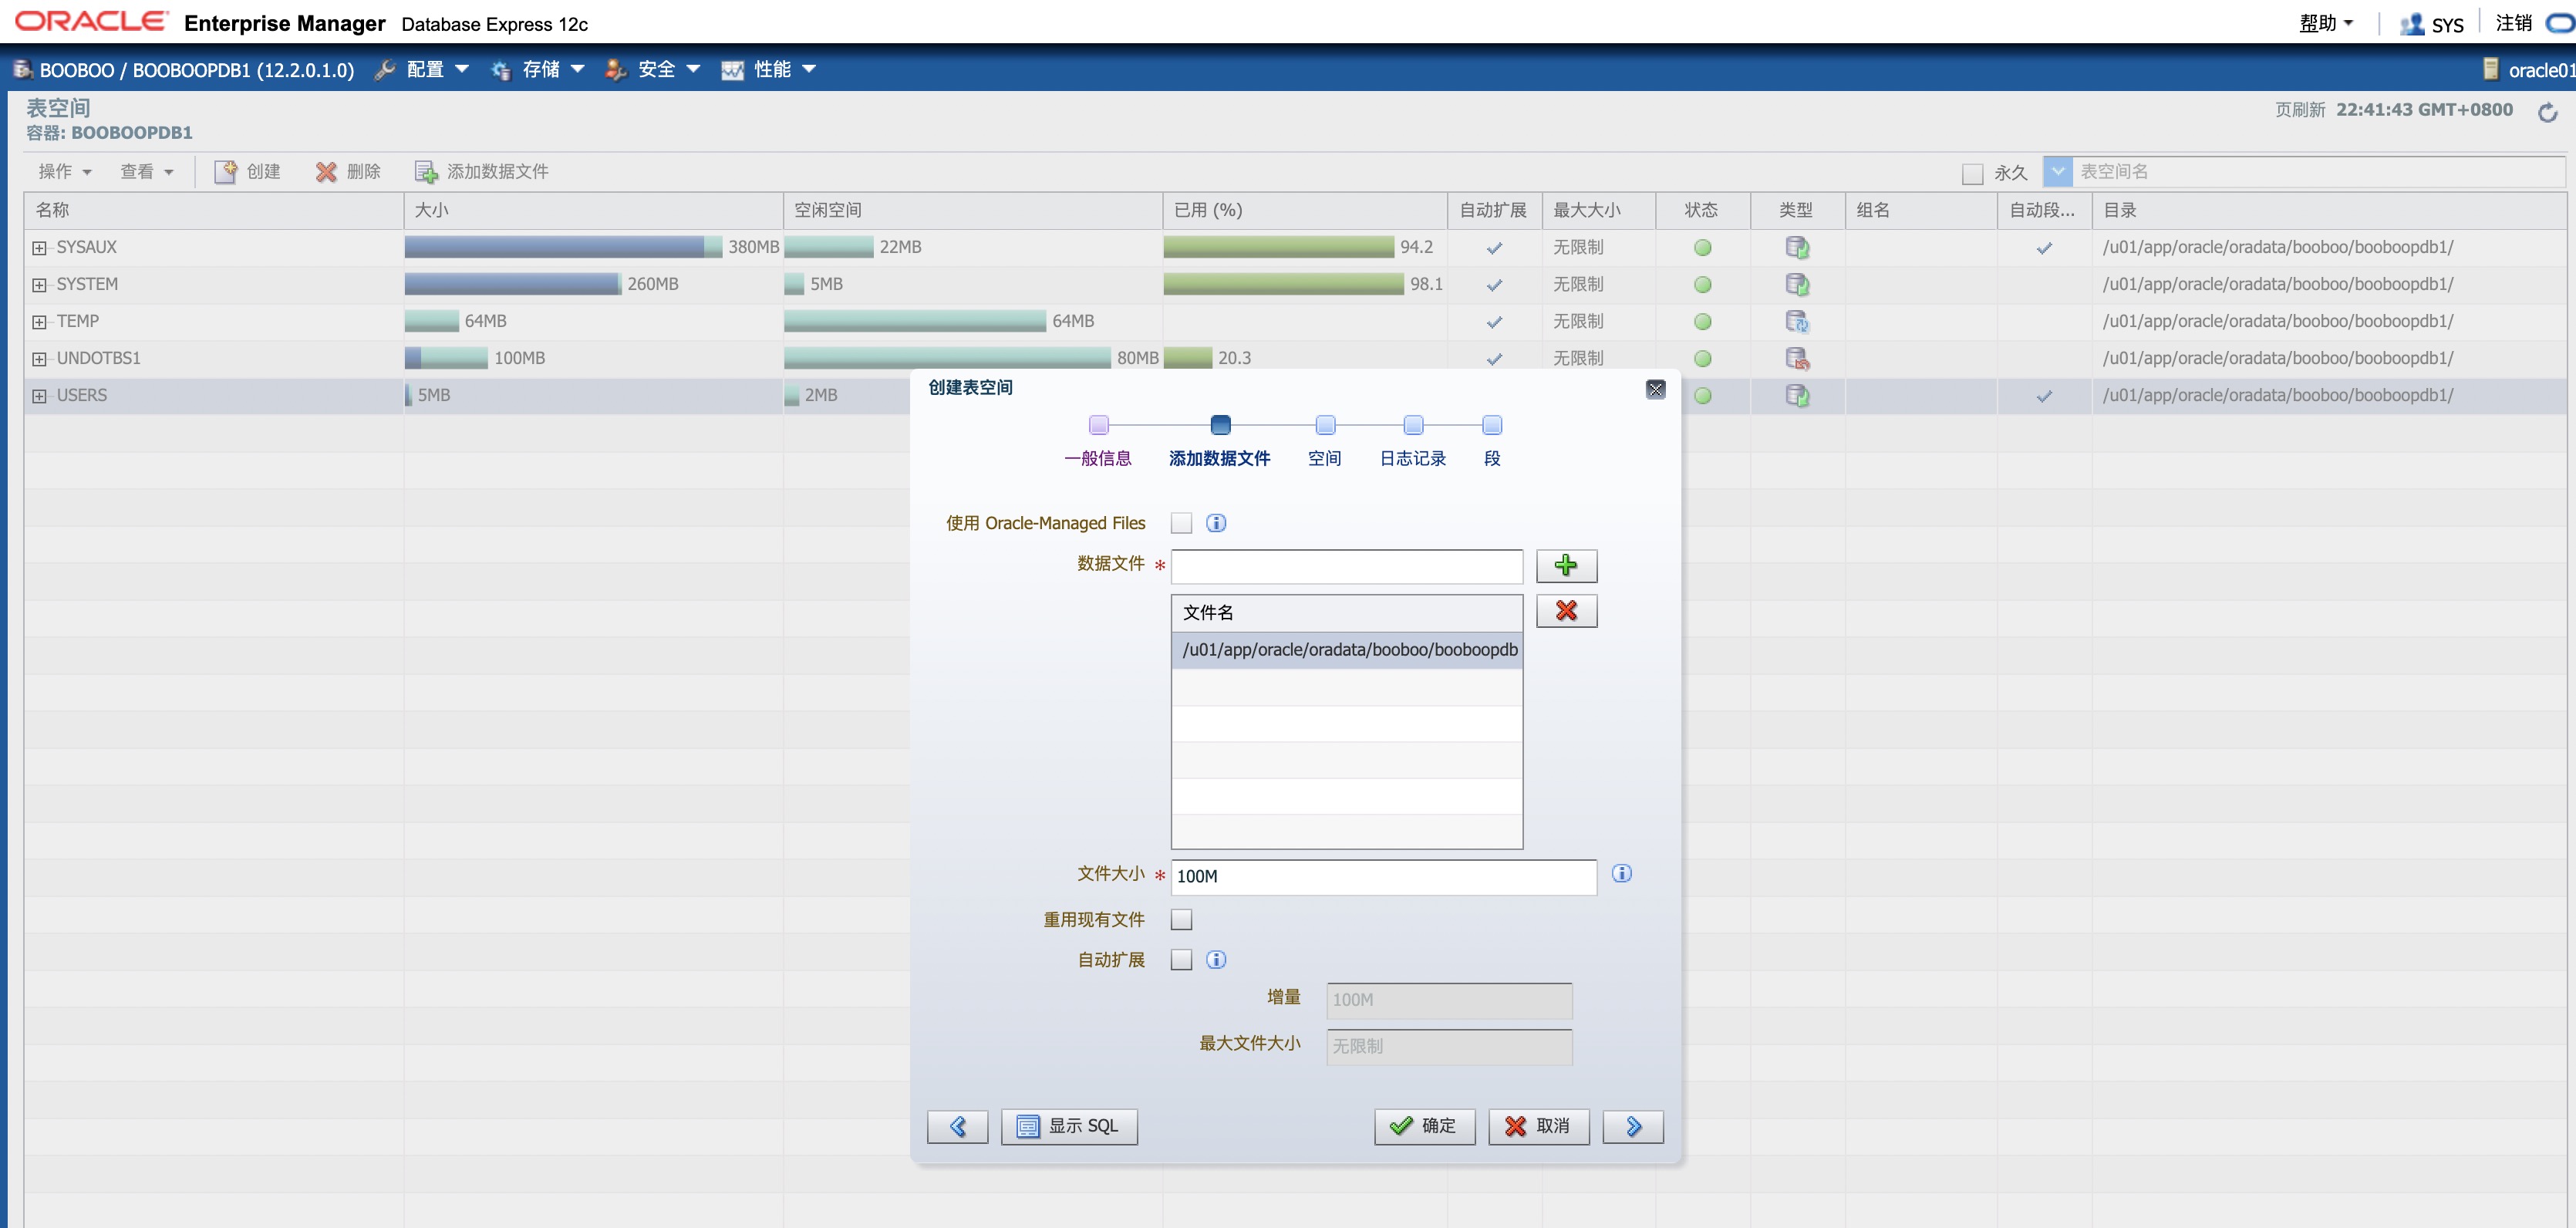 ORACLE Enterprise Manager Database Express 12c 帮助 SYS 注销
BOOBOO / BOOBOOPDB1 (12.2.0.1.0) 配置 存储 安全 性能 oracle01
表空间
容器: BOOBOOPDB1
页刷新 22:41:43 GMT+0800
操作 查看 创建 删除 添加数据文件 永久 表空间名
名称 大小 空闲空间 已用 (%) 自动扩展 最大大小 状态 类型 组名 自动段... 目录
SYSAUX 380MB 22MB 94.2 无限制 /u01/app/oracle/oradata/booboo/booboopdb1/
SYSTEM 260MB 5MB 98.1 无限制 /u01/app/oracle/oradata/booboo/booboopdb1/
TEMP 64MB 64MB 无限制 /u01/app/oracle/oradata/booboo/booboopdb1/
UNDOTBS1 100MB 80MB 20.3 无限制 /u01/app/oracle/oradata/booboo/booboopdb1/
USERS 5MB 2MB /u01/app/oracle/oradata/booboo/booboopdb1/
创建表空间
一般信息 添加数据文件 空间 日志记录 段
使用 Oracle-Managed Files
数据文件 *
文件名
/u01/app/oracle/oradata/booboo/booboopdb
文件大小 * 100M
重用现有文件
自动扩展
增量 100M
最大文件大小 无限制
显示 SQL 确定 取消